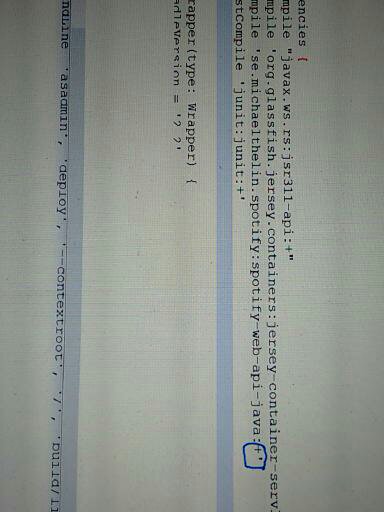 encies {
mpile "javax.ws.rs:jsr311-api:+"
mpile 'org.glassfish.jersey.containers:jersey-container-serv
mpile 'se.michaelthelin.spotify:spotify-web-api-java:+'
stCompile 'junit:junit:+'
rapper(type: Wrapper) {
adleVersion = '2.2'
ndLine 'asadmin', 'deploy', '--contextroot', '/', 'build/li